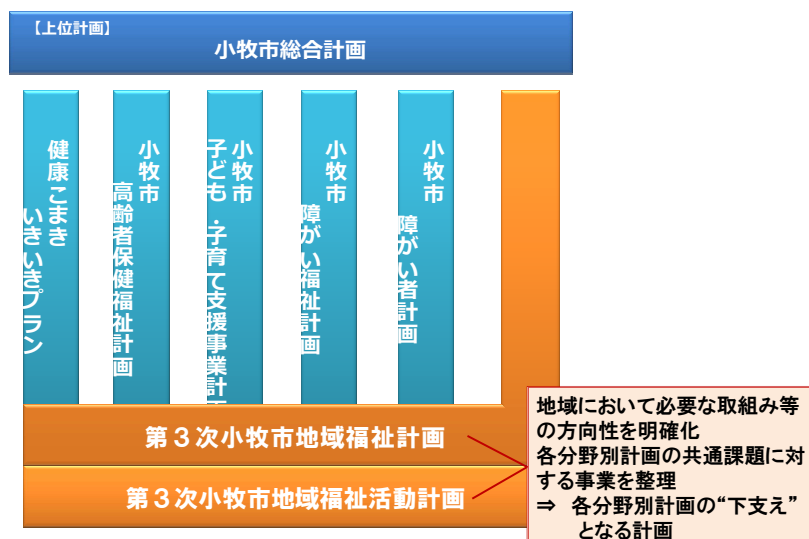 【上位計画】
小牧市総合計画
健康こまき
いきいきプラン
小牧市
高齢者保健福祉計画
小牧市
子ども・子育て支援事業計
小牧市
障がい福祉計画
小牧市
障がい者計画
第３次小牧市地域福祉計画
第３次小牧市地域福祉活動計画
地域において必要な取組み等
の方向性を明確化
各分野別計画の共通課題に対
する事業を整理
⇒ 各分野別計画の“下支え”
となる計画